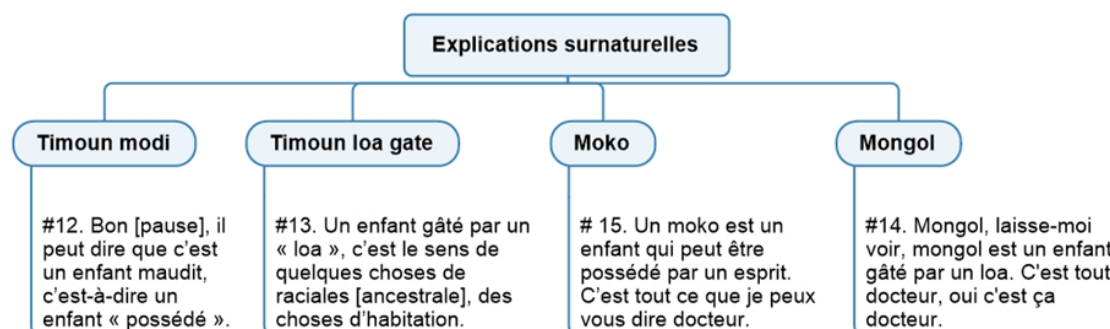 Explications surnaturelles
Timoun modi
Timoun loa gate
Moko
Mongol
#12. Bon [pause], il
peut dire que c’est
un enfant maudit,
c’est-à-dire un
enfant « possédé ».
#13. Un enfant gâté par un
« loa », c’est le sens de
quelques choses de
raciales [ancestrale], des
choses d’habitation.
# 15. Un moko est un
enfant qui peut être
possédé par un esprit.
C’est tout ce que je peux
vous dire docteur.
#14. Mongol, laisse-moi
voir, mongol est un enfant
gâté par un loa. C'est tout
docteur, oui c'est ça
docteur.